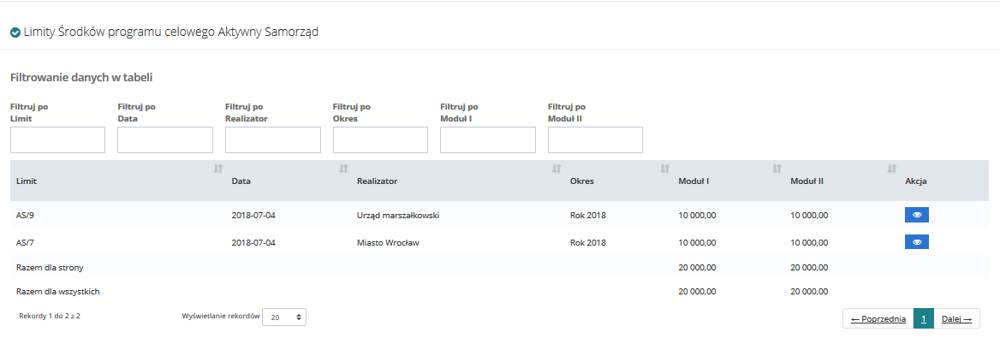 Limity Środków programu celowego Aktywny Samorząd
Filtrowanie danych w tabeli
Filtruj po Limit
Filtruj po Data
Filtruj po Realizator
Filtruj po Okres
Filtruj po Moduł I
Filtruj po Moduł II
Limit Data Realizator Okres Moduł I Moduł II Akcja
AS/9 2018-07-04 Urząd marszałkowski Rok 2018 10 000,00 10 000,00
AS/7 2018-07-04 Miasto Wrocław Rok 2018 10 000,00 10 000,00
Razem dla strony 20 000,00 20 000,00
Razem dla wszystkich 20 000,00 20 000,00
Rekordy 1 do 2 z 2 Wyświetlanie rekordów 20 ← Poprzednia 1 Dalej →